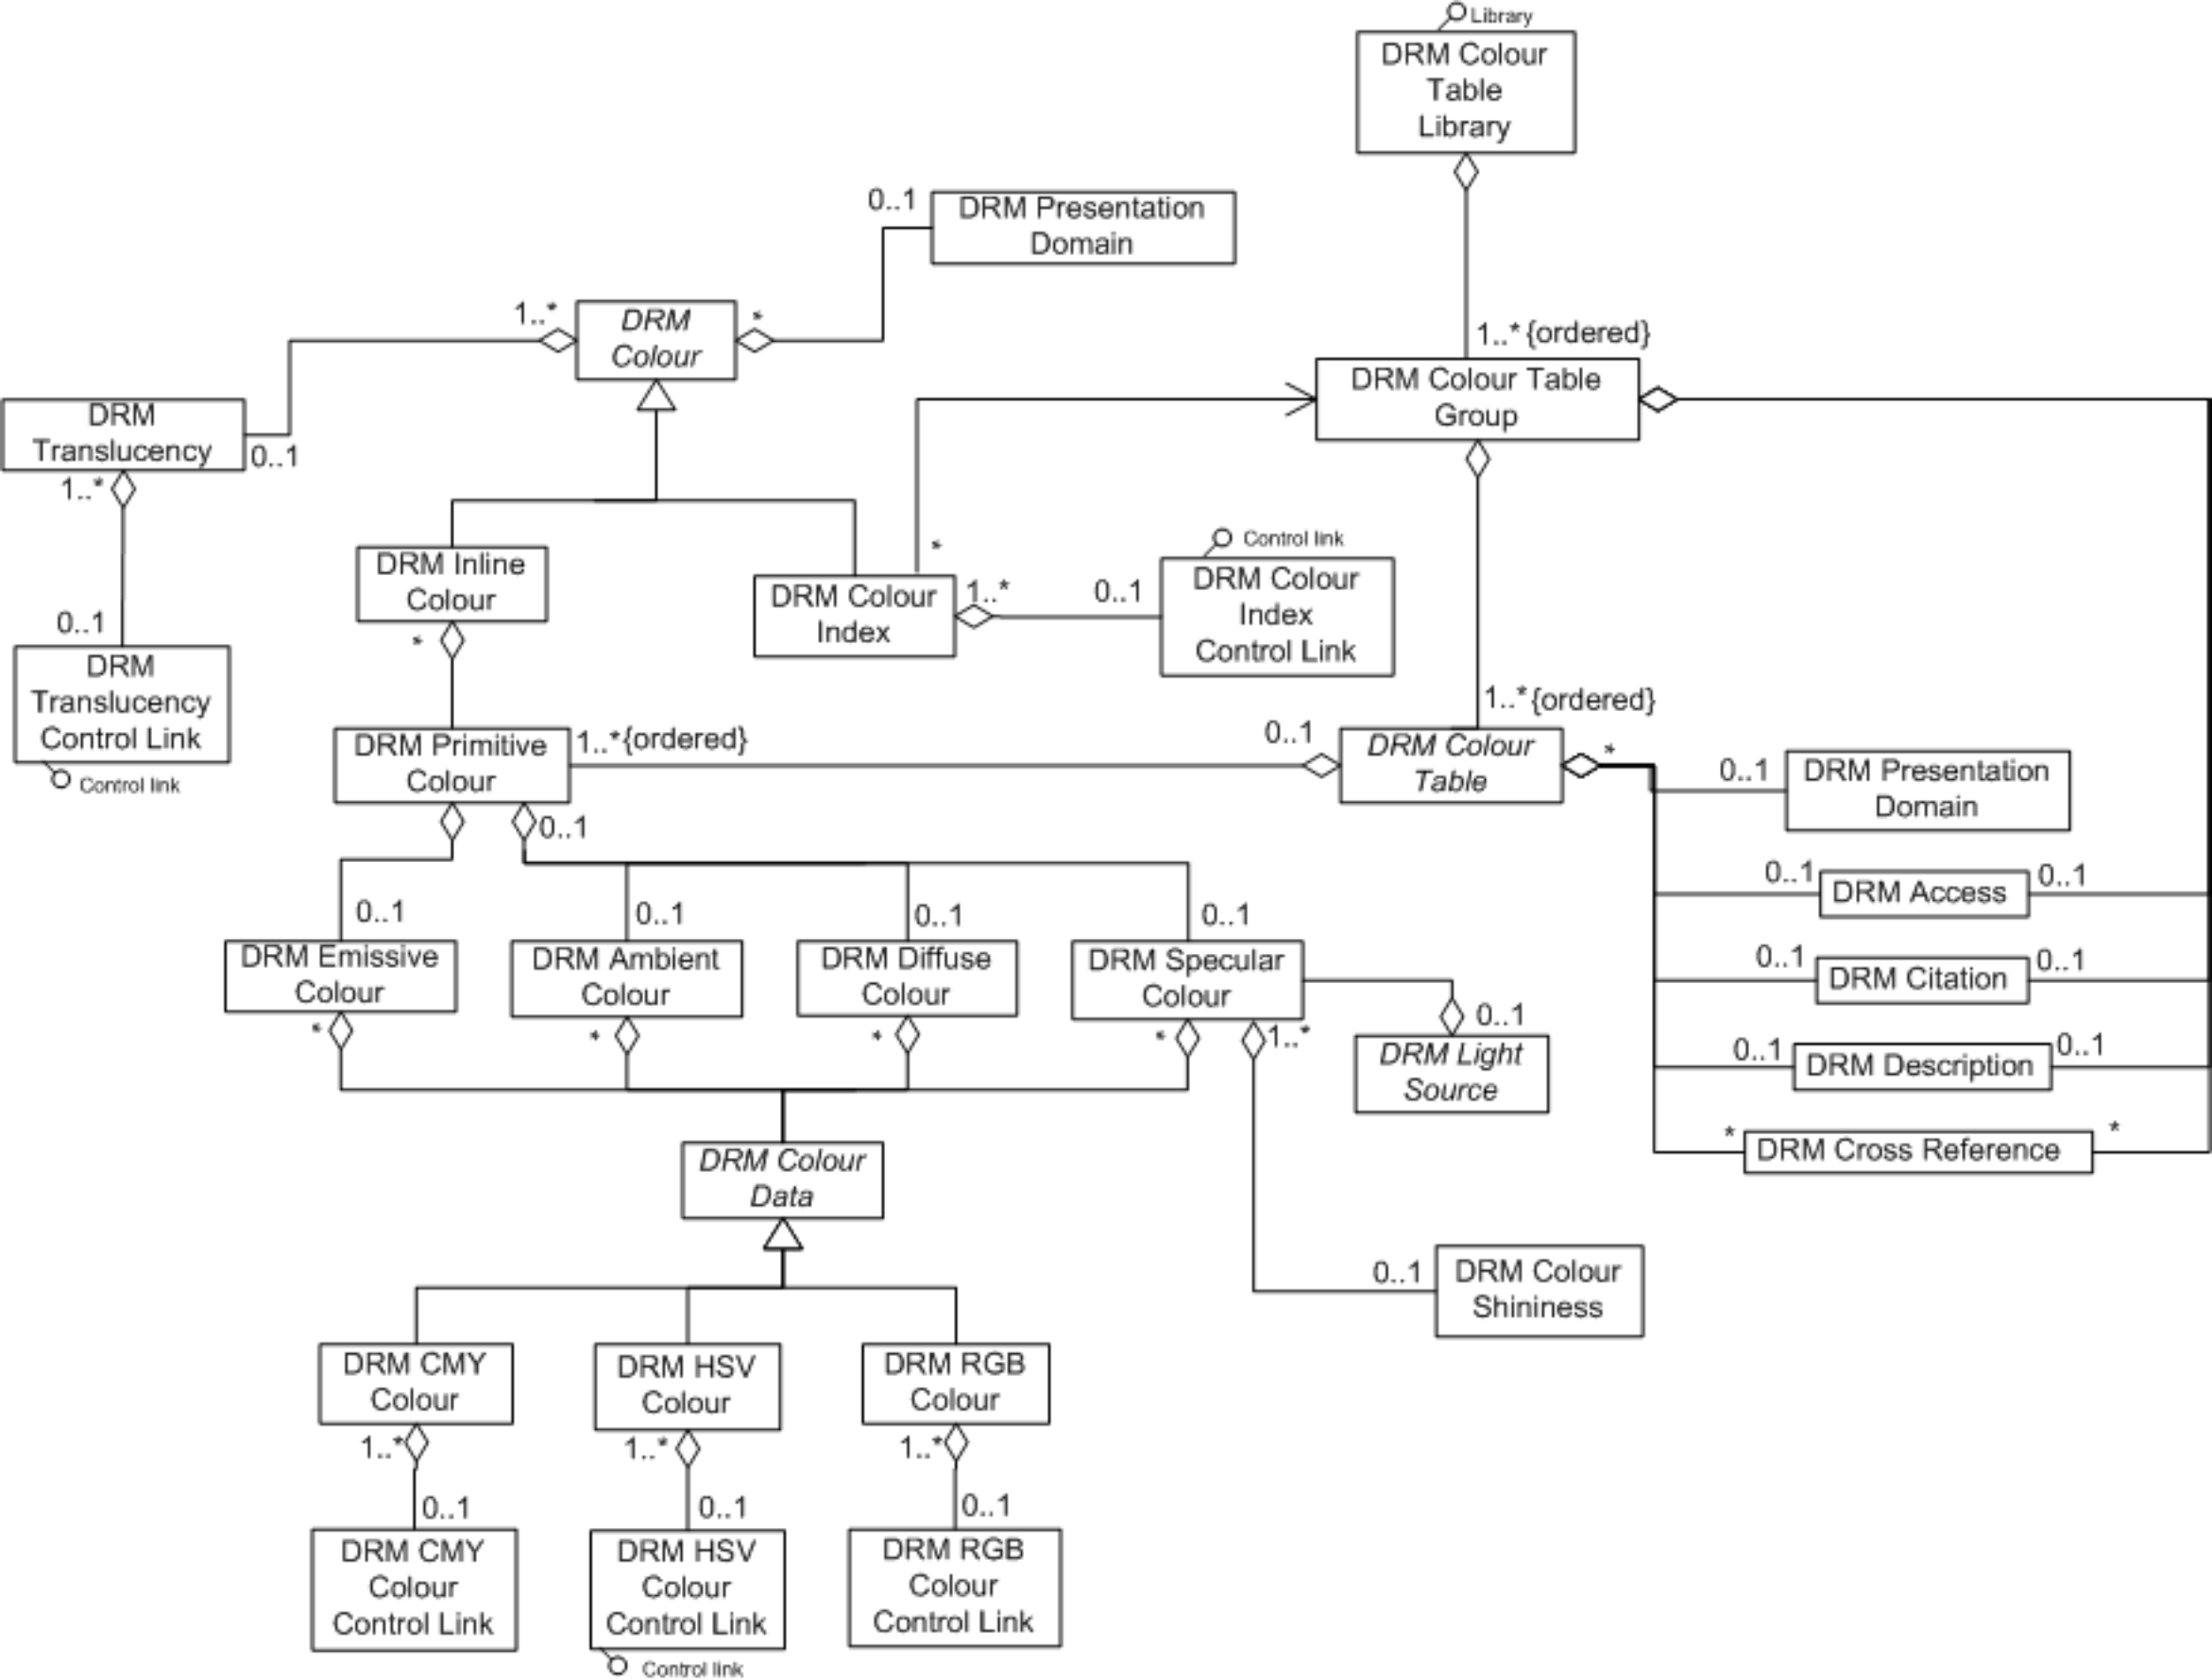 Library
DRM Colour
Table
Library
0..1
DRM Presentation
Domain
1..*
DRM
Colour
*
1..* {ordered}
DRM Colour Table
Group
DRM
Translucency
0..1
1..*
0..1
DRM
Translucency
Control Link
Control link
DRM Inline
Colour
*
*
DRM Colour
Index
1..*
0..1
Control link
DRM Colour
Index
Control Link
1..* {ordered}
DRM Primitive
Colour
1..* {ordered}
0..1
DRM Colour
Table
*
0..1
DRM Presentation
Domain
0..1
0..1
DRM Access
0..1
0..1
DRM Citation
0..1
0..1
DRM Description
0..1
*
DRM Cross Reference
*
0..1
DRM Emissive
Colour
*
0..1
DRM Ambient
Colour
*
0..1
DRM Diffuse
Colour
*
0..1
DRM Specular
Colour
*
1..*
0..1
DRM Light
Source
DRM Colour
Data
0..1
DRM Colour
Shininess
DRM CMY
Colour
1..*
0..1
DRM CMY
Colour
Control Link
DRM HSV
Colour
1..*
0..1
DRM HSV
Colour
Control Link
Control link
DRM RGB
Colour
1..*
0..1
DRM RGB
Colour
Control Link